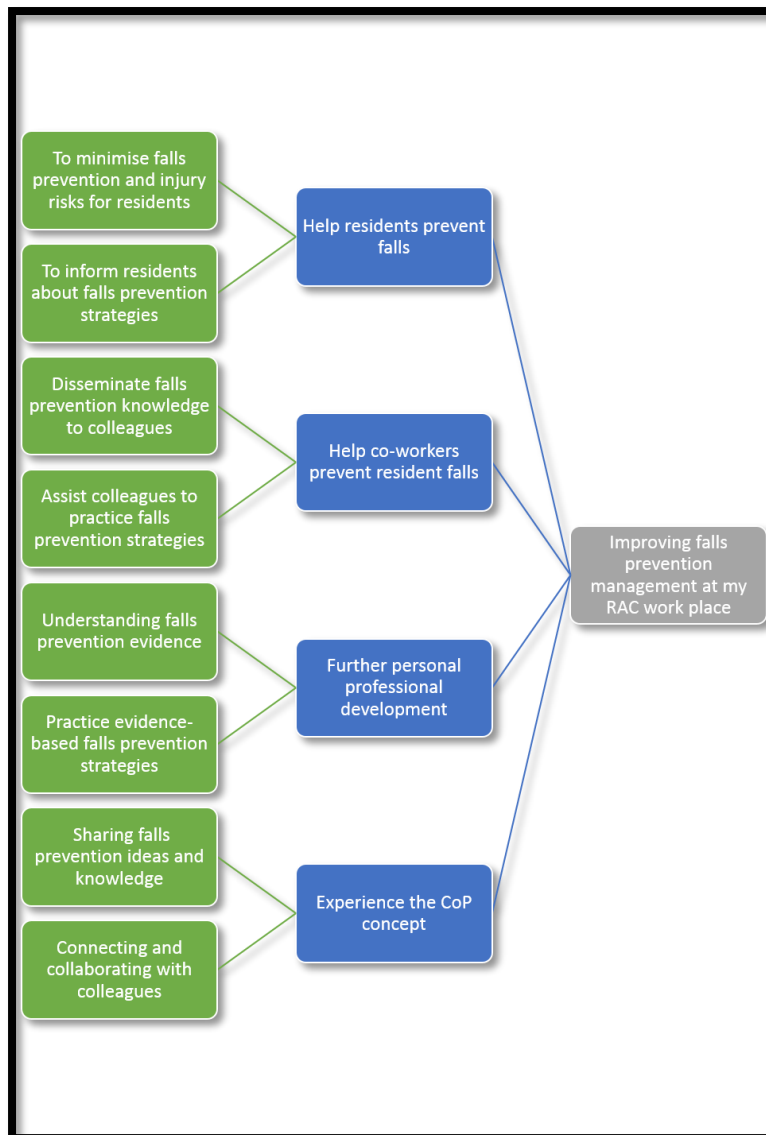 To minimise falls
prevention and injury
risks for residents
To inform residents
about falls prevention
strategies
Disseminate falls
prevention knowledge
to colleagues
Assist colleagues to
practice falls
prevention strategies
Understanding falls
prevention evidence
Practice evidence-
based falls prevention
strategies
Sharing falls
prevention ideas and
knowledge
Connecting and
collaborating with
colleagues
Help residents prevent
falls
Help co-workers
prevent resident falls
Further personal
professional
development
Experience the CoP
concept
Improving falls
prevention
management at my
RAC work place